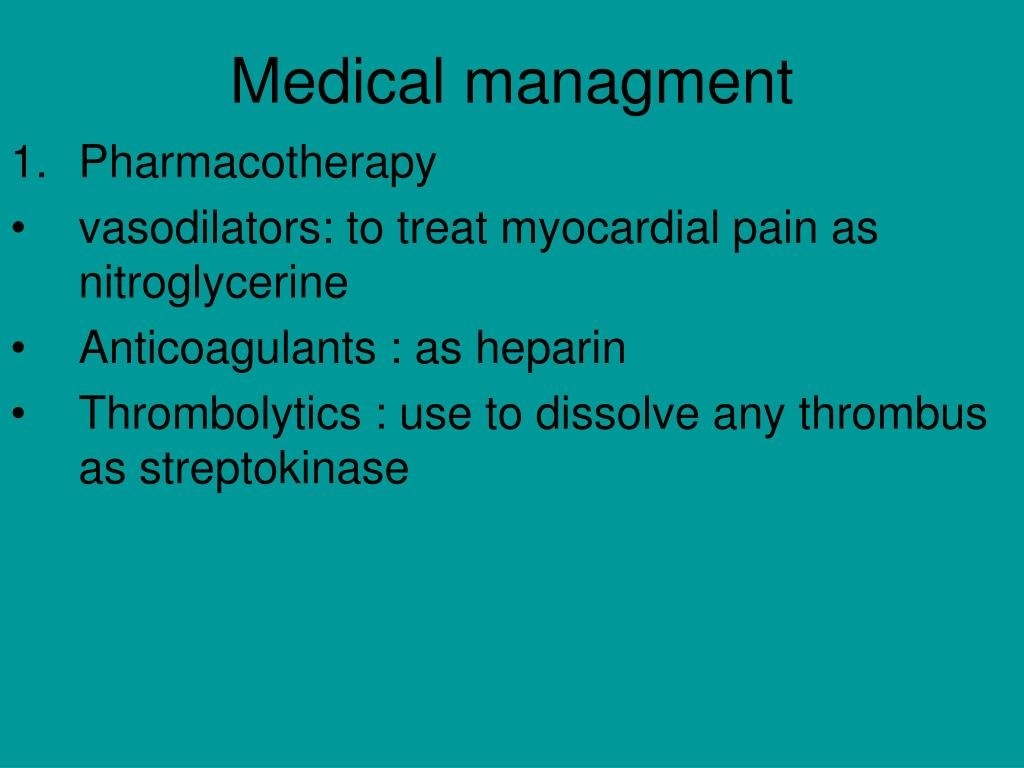 Medical managment
1. Pharmacotherapy
• vasodilators: to treat myocardial pain as
nitroglycerine
• Anticoagulants : as heparin
• Thrombolytics : use to dissolve any thrombus
as streptokinase